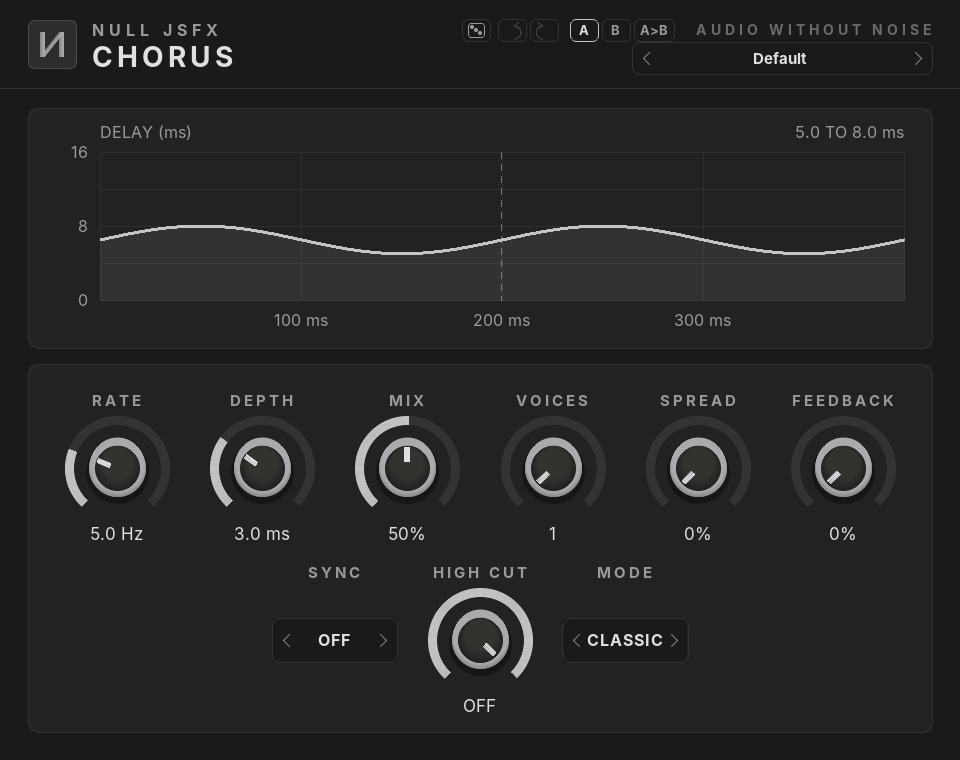 NULL JSFX
CHORUS
A B A>B
AUDIO WITHOUT NOISE
Default
DELAY (ms)
5.0 TO 8.0 ms
16
8
0
100 ms 200 ms 300 ms
RATE DEPTH MIX VOICES SPREAD FEEDBACK
5.0 Hz 3.0 ms 50% 1 0% 0%
SYNC HIGH CUT MODE
OFF CLASSIC
OFF